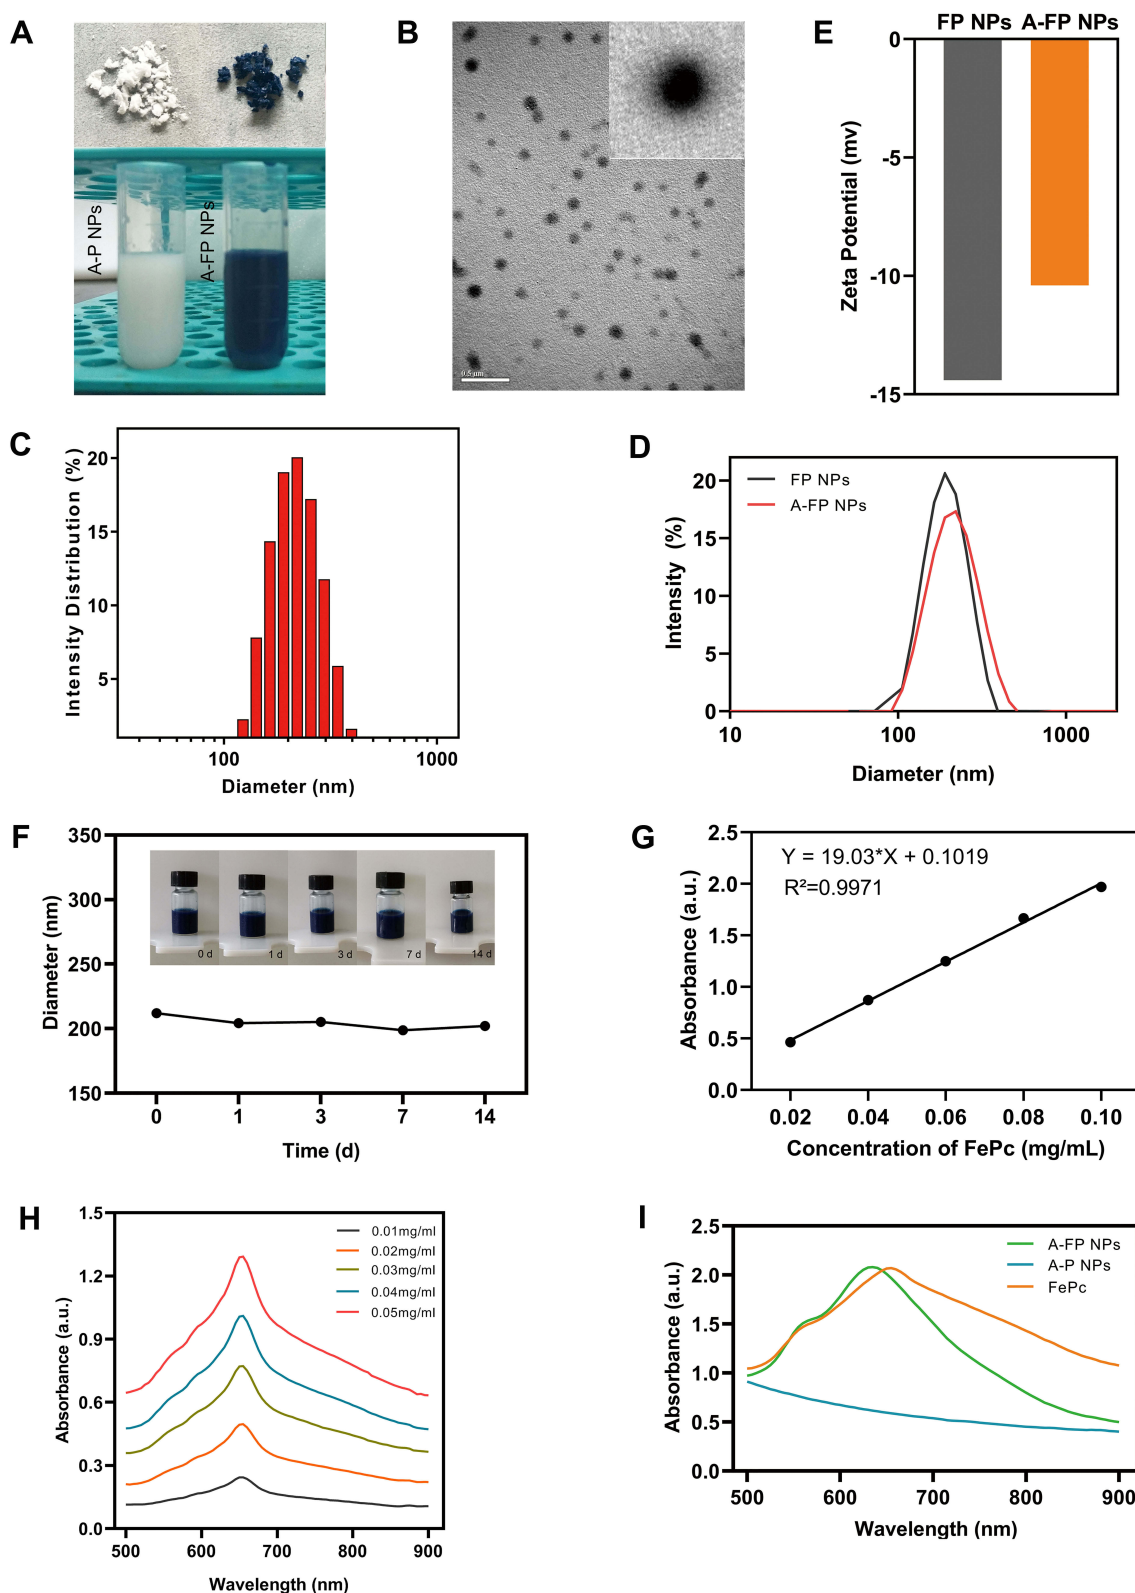 A
A-P NPs
A-FP NPs
B
0.5 μm
E
FP NPs A-FP NPs
0
-5
-10
-15
Zeta Potential (mv)
C
Intensity Distribution (%)
20
15
10
5
100
1000
Diameter (nm)
D
FP NPs
A-FP NPs
Intensity (%)
20
15
10
5
0
10
100
1000
Diameter (nm)
F
Diameter (nm)
350
300
250
200
150
0 d
1 d
3 d
7 d
14 d
0
1
3
7
14
Time (d)
G
Y = 19.03*X + 0.1019
R²=0.9971
Absorbance (a.u.)
2.5
2.0
1.5
1.0
0.5
0.0
0.02
0.04
0.06
0.08
0.10
Concentration of FePc (mg/mL)
H
Absorbance (a.u.)
1.5
1.2
0.9
0.6
0.3
0.0
0.01mg/ml
0.02mg/ml
0.03mg/ml
0.04mg/ml
0.05mg/ml
500
600
700
800
900
Wavelength (nm)
I
Absorbance (a.u.)
2.5
2.0
1.5
1.0
0.5
0.0
A-FP NPs
A-P NPs
FePc
500
600
700
800
900
Wavelength (nm)